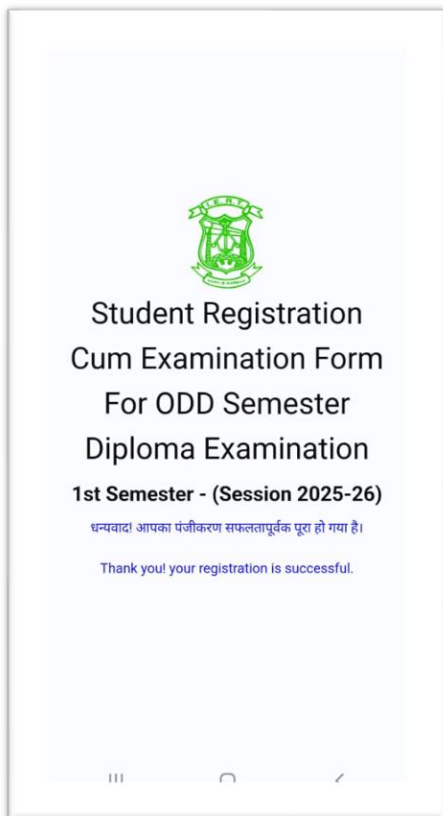 I.E.R.T.
Student Registration
Cum Examination Form
For ODD Semester
Diploma Examination
1st Semester - (Session 2025-26)
धन्यवाद! आपका पंजीकरण सफलतापूर्वक पूरा हो गया है।
Thank you! your registration is successful.